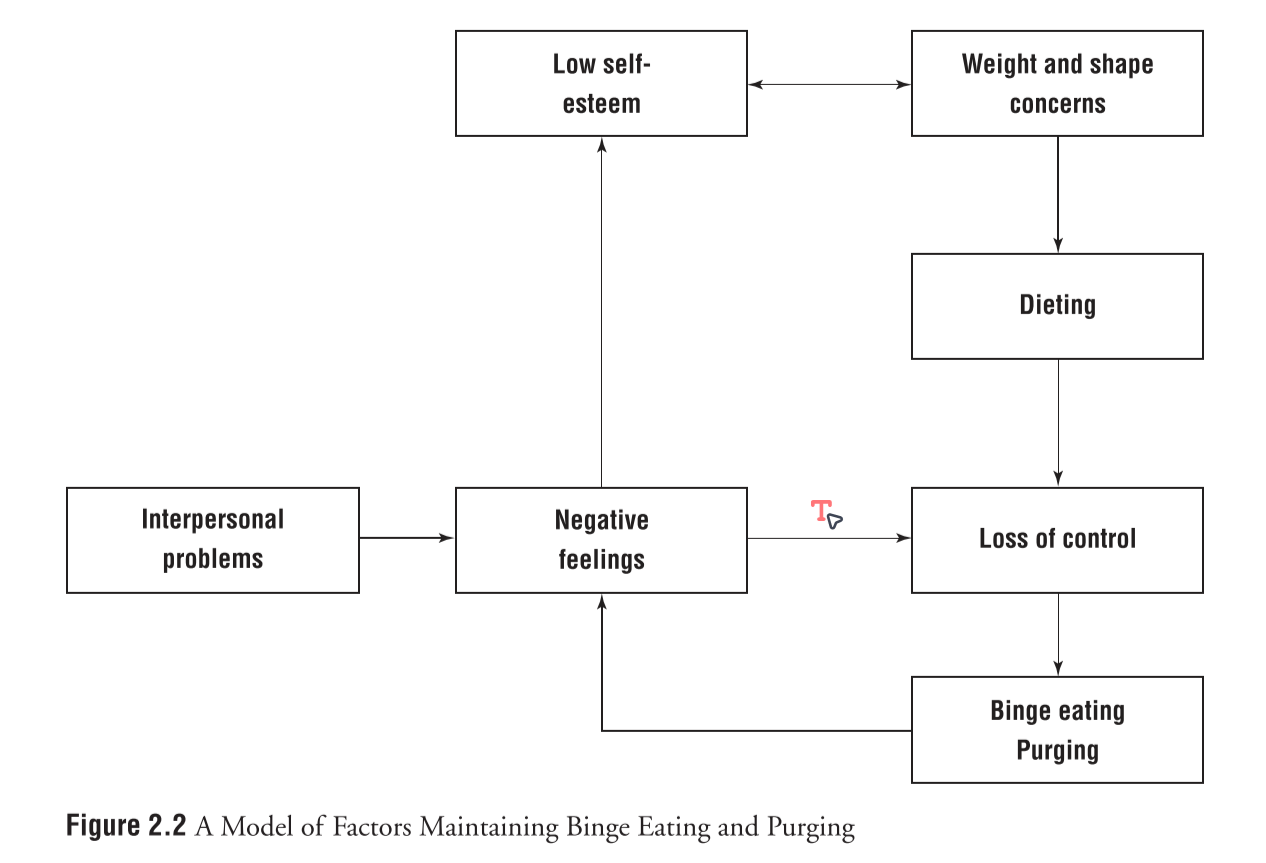 Low self-
esteem
Weight and shape
concerns
Dieting
Interpersonal
problems
Negative
feelings
T
Loss of control
Binge eating
Purging
Figure 2.2 A Model of Factors Maintaining Binge Eating and Purging